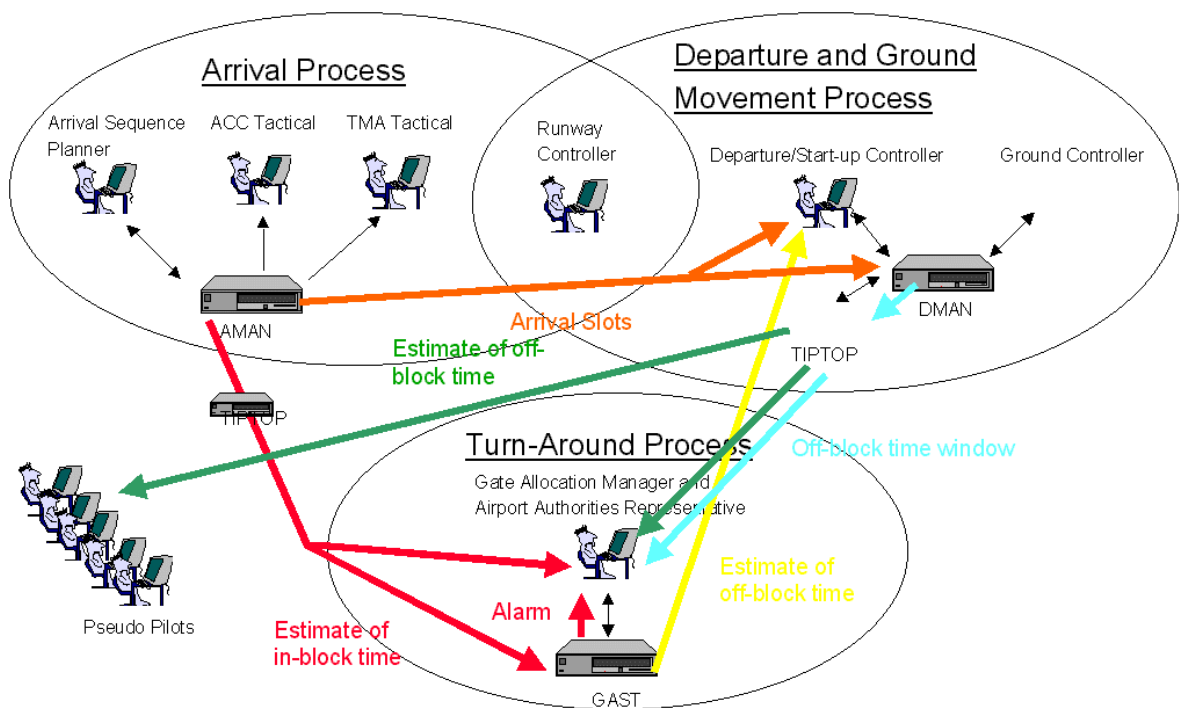 Arrival Process
Departure and Ground
Movement Process
Arrival Sequence
Planner
ACC Tactical
TMA Tactical
Runway
Controller
Departure/Start-up Controller
Ground Controller
AMAN
DMAN
Arrival Slots
Estimate of off-
block time
TIPTOP
TIPTOP
Turn-Around Process
Off-block time window
Gate Allocation Manager and
Airport Authorities Representative
Pseudo Pilots
Estimate of
in-block time
Alarm
Estimate of
off-block time
GAST